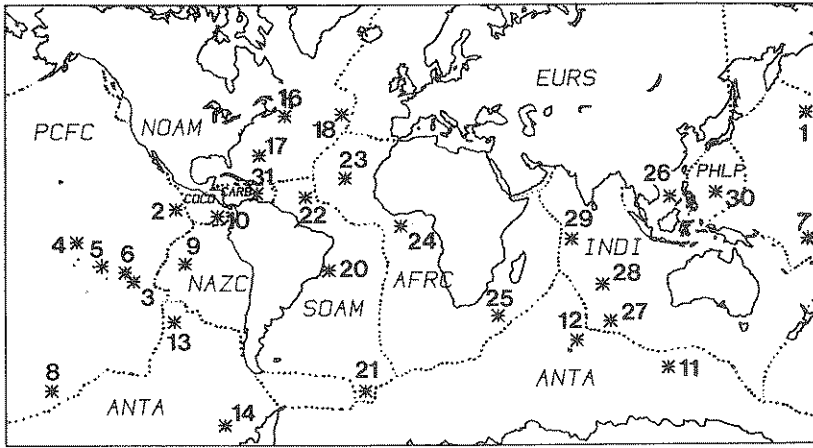 16
EURS
PCFC
NOAM
18
1
17
23
26
PHLP
31
COCO
CARB
30
2
10
22
29
7
4
24
5
9
INDI
6
20
28
NAZC
AFRC
3
SOAM
25
27
13
12
8
21
11
ANTA
ANTA
14